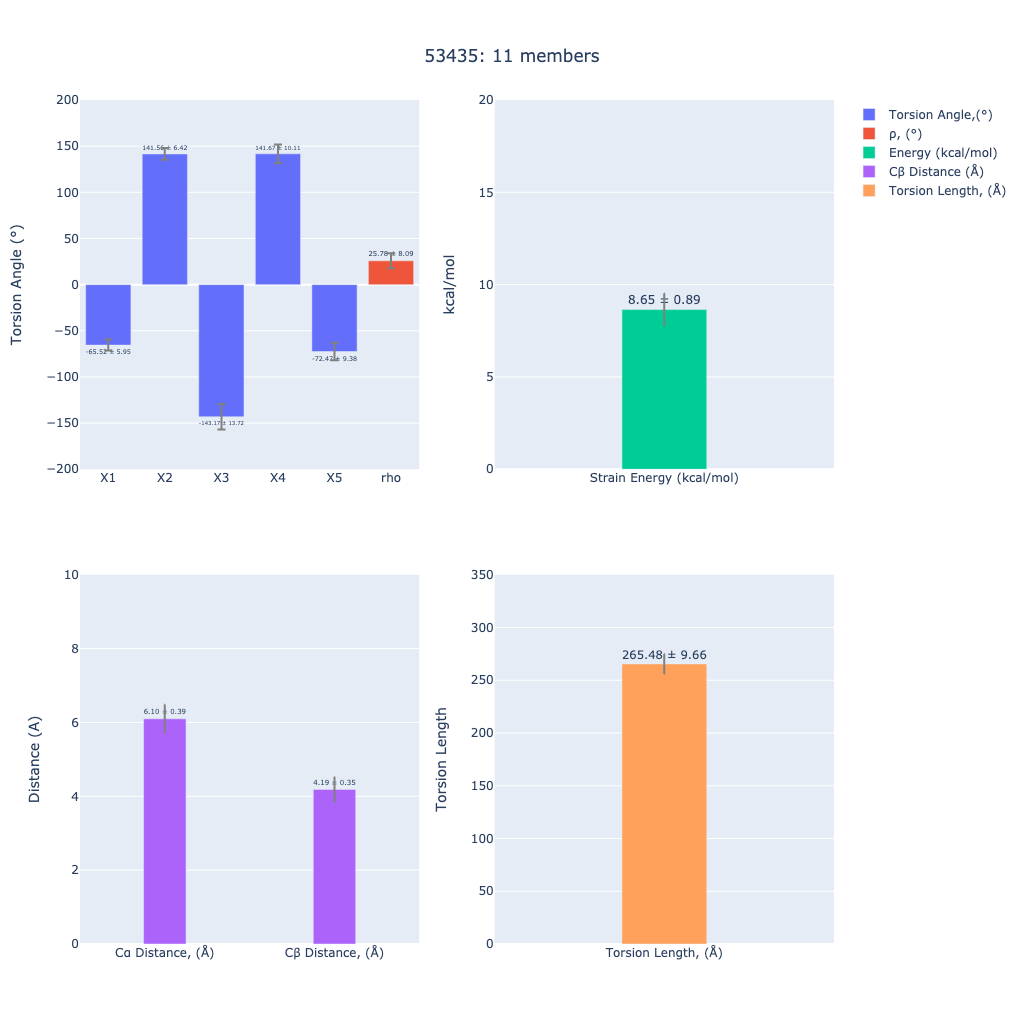 53435: 11 members
Torsion Angle (°)
200
150
100
50
0
−50
−100
−150
−200
141.56 ± 6.42
141.67 ± 10.11
25.78 ± 8.09
-65.52 ± 5.95
-72.47 ± 9.38
-143.17 ± 13.72
X1 X2 X3 X4 X5 rho
kcal/mol
20
15
10
5
0
8.65 ± 0.89
Strain Energy (kcal/mol)
Torsion Angle,(°)
ρ, (°)
Energy (kcal/mol)
Cβ Distance (Å)
Torsion Length, (Å)
Distance (A)
10
8
6
4
2
0
6.10 ± 0.39
4.19 ± 0.35
Cα Distance, (Å) Cβ Distance, (Å)
Torsion Length
350
300
250
200
150
100
50
0
265.48 ± 9.66
Torsion Length, (Å)